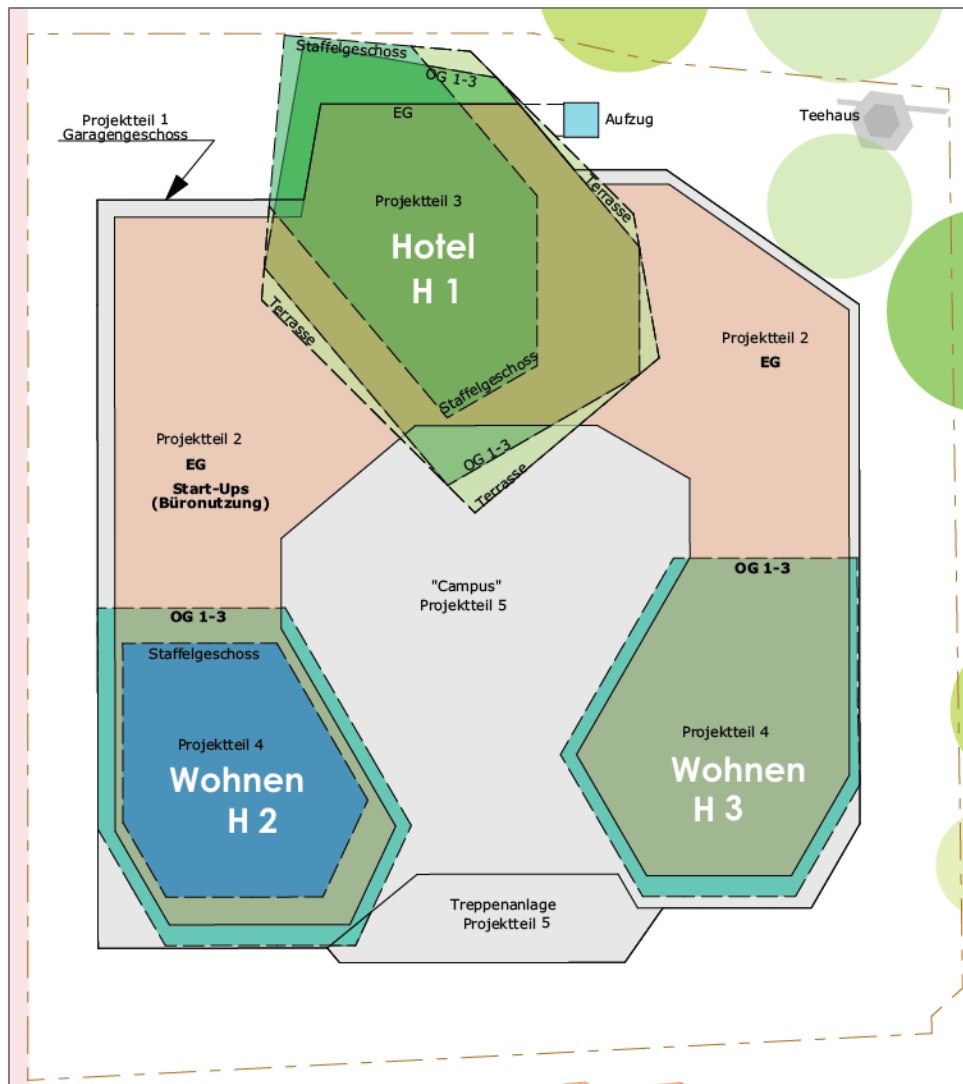 Staffelgeschoss
OG 1-3
EG
Aufzug
Teehaus
Projektteil 1
Garagengeschoss
Projektteil 3
Hotel
H 1
Terrasse
Terrasse
Staffelgeschoss
OG 1-3
Terrasse
Projektteil 2
EG
Projektteil 2
EG
Start-Ups
(Büronutzung)
"Campus"
Projektteil 5
OG 1-3
Staffelgeschoss
Projektteil 4
Wohnen
H 2
OG 1-3
Projektteil 4
Wohnen
H 3
Treppenanlage
Projektteil 5